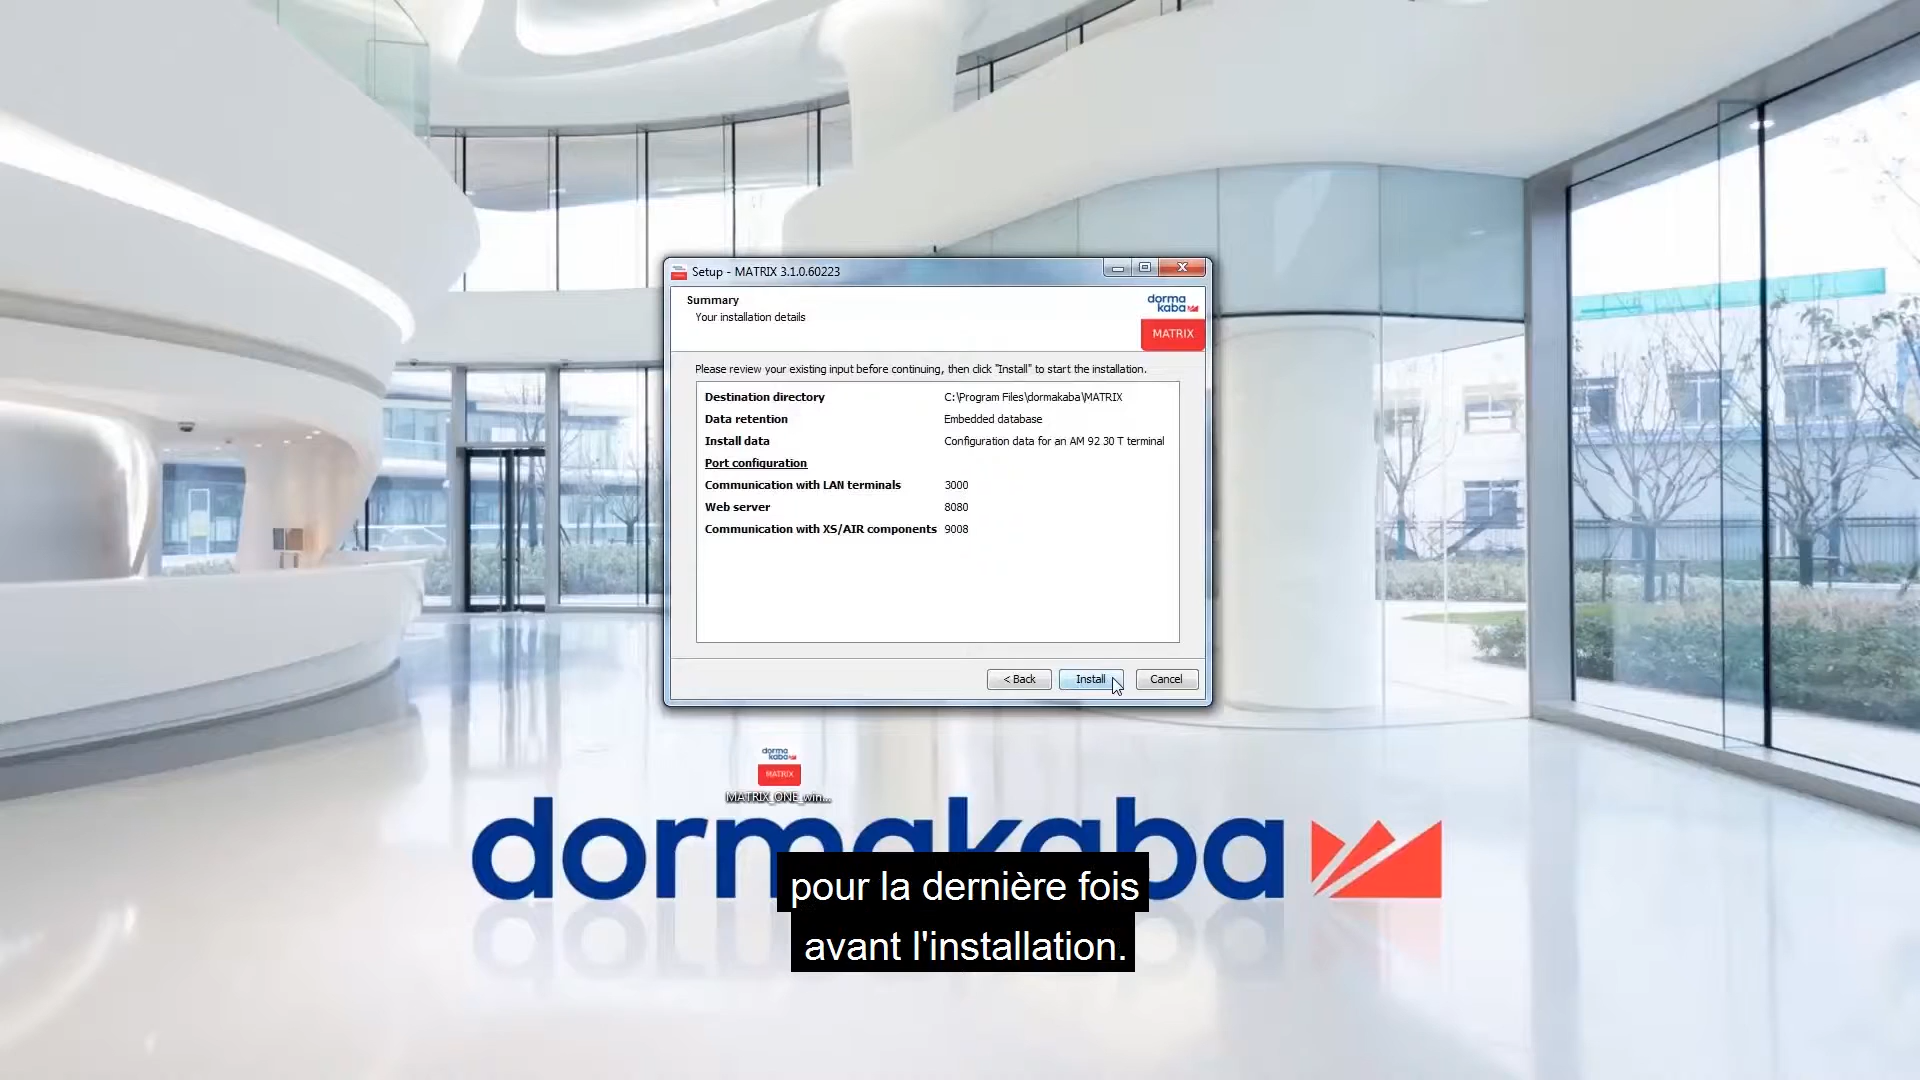 Setup - MATRIX 3.1.0.60223
Summary
Your installation details
dorma
kaba
MATRIX
Please review your existing input before continuing, then click "Install" to start the installation.
Destination directory C:\Program Files\dormakaba\MATRIX
Data retention Embedded database
Install data Configuration data for an AM 92 30 T terminal
Port configuration
Communication with LAN terminals 3000
Web server 8080
Communication with XS/AIR components 9008
< Back Install Cancel
dorma
kaba
MATRIX
MATRIX_ONE_win...
dormakaba
pour la dernière fois
avant l'installation.